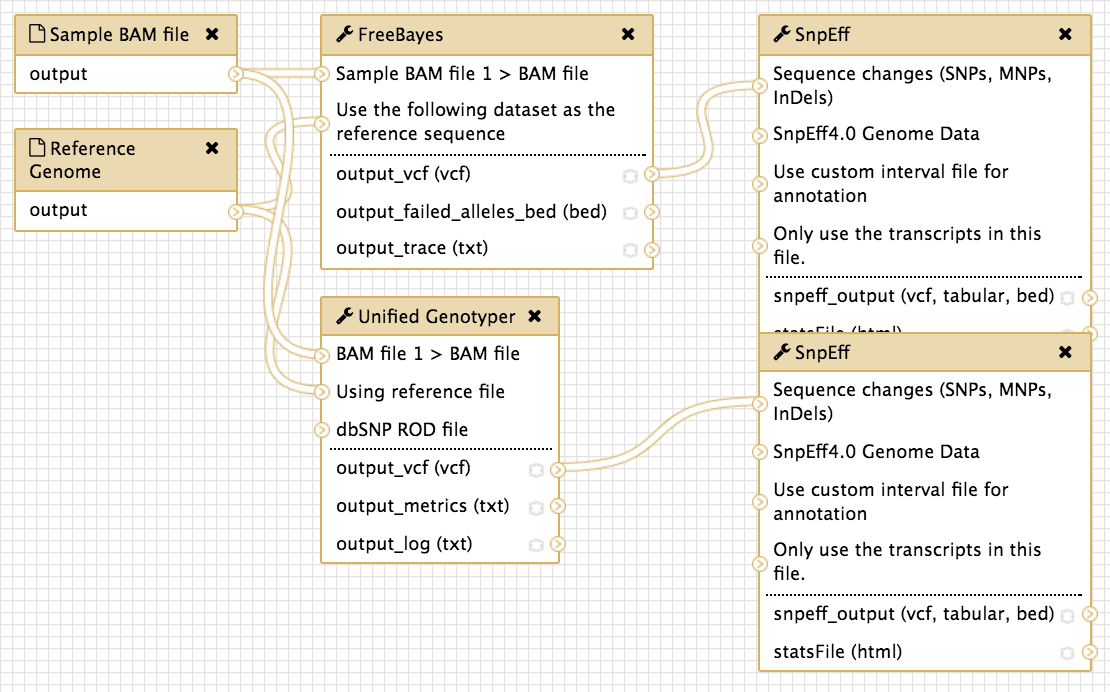 Sample BAM file
output
Reference
Genome
output
FreeBayes
Sample BAM file 1 > BAM file
Use the following dataset as the
reference sequence
output_vcf (vcf)
output_failed_alleles_bed (bed)
output_trace (txt)
Unified Genotyper
BAM file 1 > BAM file
Using reference file
dbSNP ROD file
output_vcf (vcf)
output_metrics (txt)
output_log (txt)
SnpEff
Sequence changes (SNPs, MNPs,
InDels)
SnpEff4.0 Genome Data
Use custom interval file for
annotation
Only use the transcripts in this
file.
snpeff_output (vcf, tabular, bed)
statsFile (html)
SnpEff
Sequence changes (SNPs, MNPs,
InDels)
SnpEff4.0 Genome Data
Use custom interval file for
annotation
Only use the transcripts in this
file.
snpeff_output (vcf, tabular, bed)
statsFile (html)